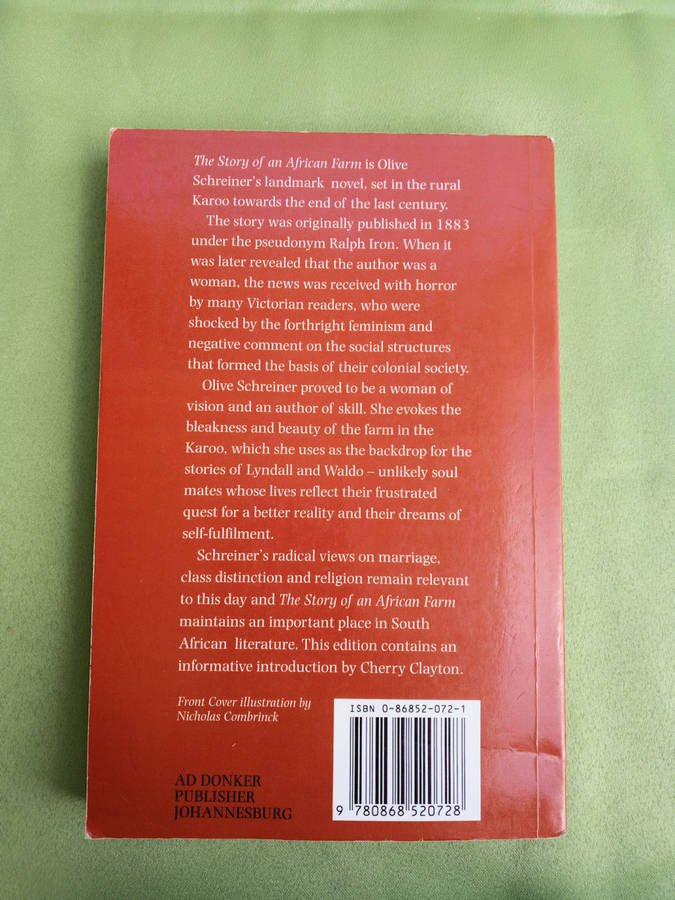 The Story of an African Farm is Olive
Schreiner's landmark novel, set in the rural
Karoo towards the end of the last century.
The story was originally published in 1883
under the pseudonym Ralph Iron. When it
was later revealed that the author was a
woman, the news was received with horror
by many Victorian readers, who were
shocked by the forthright feminism and
negative comment on the social structures
that formed the basis of their colonial society.
Olive Schreiner proved to be a woman of
vision and an author of skill. She evokes the
bleakness and beauty of the farm in the
Karoo, which she uses as the backdrop for the
stories of Lyndall and Waldo – unlikely soul
mates whose lives reflect their frustrated
quest for a better reality and their dreams of
self-fulfilment.
Schreiner's radical views on marriage,
class distinction and religion remain relevant
to this day and The Story of an African Farm
maintains an important place in South
African literature. This edition contains an
informative introduction by Cherry Clayton.
Front Cover illustration by
Nicholas Combrinck
ISBN 0-86852-072-1
9 780868 520728
AD DONKER
PUBLISHER
JOHANNESBURG